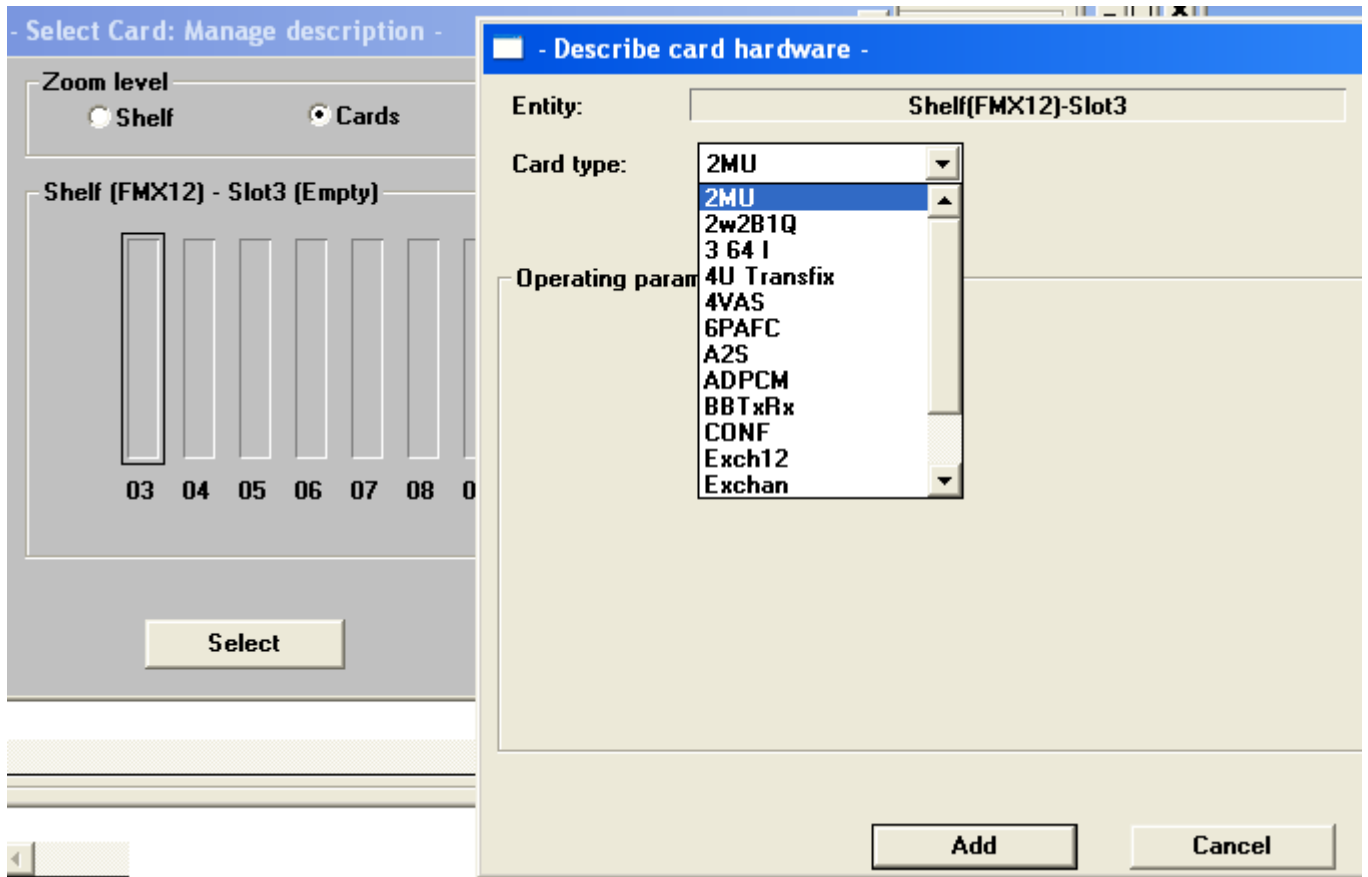 - Select Card: Manage description -
Zoom level
Shelf
Cards
Shelf (FMX12) - Slot3 (Empty)
03 04 05 06 07 08
Select
- Describe card hardware -
Entity:
Shelf(FMX12)-Slot3
Card type:
2MU
2MU
2w2B1Q
3 64 I
4U Transfix
4VAS
6PAFC
A2S
ADPCM
BBTxRx
CONF
Exch12
Exchan
Operating
Add
Cancel